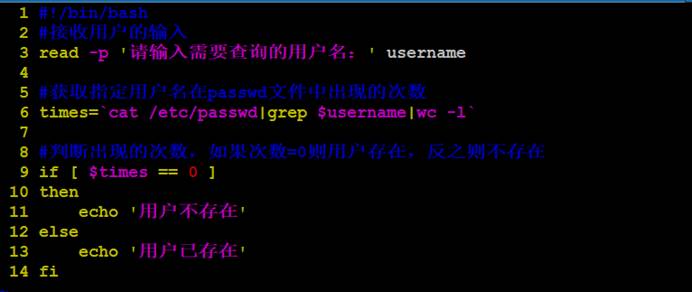 1 #!/bin/bash
2 #接收用户的输入
3 read -p '请输入需要查询的用户名：' username
4
5 #获取指定用户名在passwd文件中出现的次数
6 times=`cat /etc/passwd|grep $username|wc -l`
7
8 #判断出现的次数，如果次数=0则用户存在，反之则不存在
9 if [ $times == 0 ]
10 then
11     echo '用户不存在'
12 else
13     echo '用户已存在'
14 fi